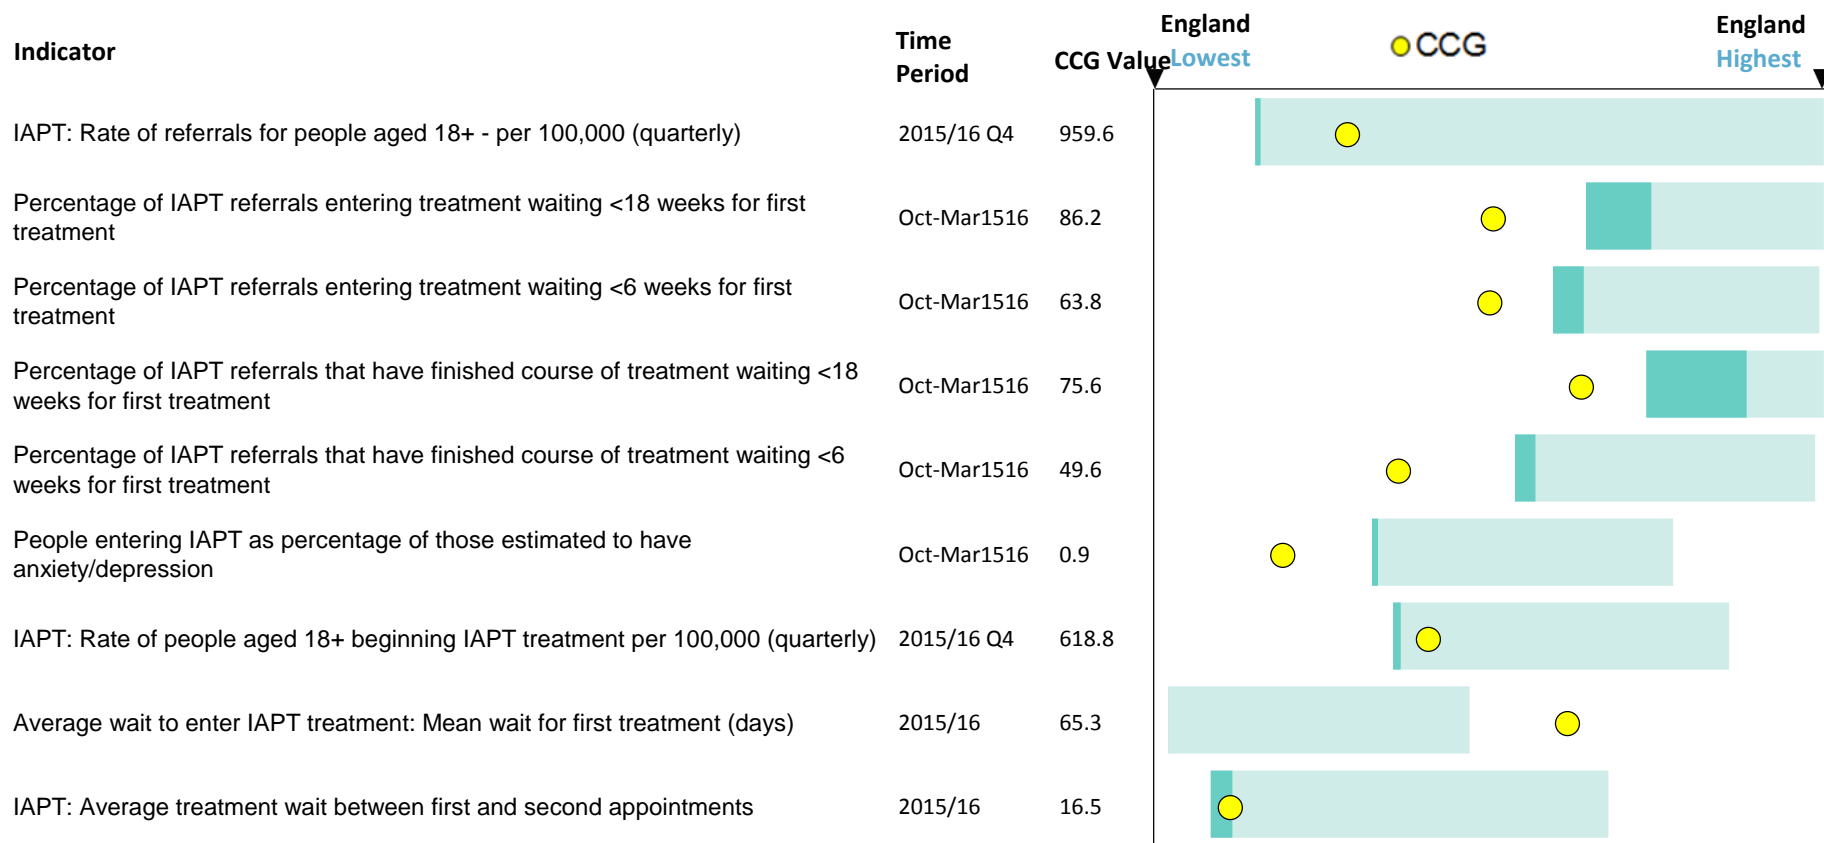 Indicator
Time
Period
CCG Value
England
Lowest
CCG
England
Highest
IAPT: Rate of referrals for people aged 18+ - per 100,000 (quarterly) 2015/16 Q4 959.6
Percentage of IAPT referrals entering treatment waiting <18 weeks for first
treatment
Oct-Mar1516 86.2
Percentage of IAPT referrals entering treatment waiting <6 weeks for first
treatment
Oct-Mar1516 63.8
Percentage of IAPT referrals that have finished course of treatment waiting <18
weeks for first treatment
Oct-Mar1516 75.6
Percentage of IAPT referrals that have finished course of treatment waiting <6
weeks for first treatment
Oct-Mar1516 49.6
People entering IAPT as percentage of those estimated to have
anxiety/depression
Oct-Mar1516 0.9
IAPT: Rate of people aged 18+ beginning IAPT treatment per 100,000 (quarterly) 2015/16 Q4 618.8
Average wait to enter IAPT treatment: Mean wait for first treatment (days) 2015/16 65.3
IAPT: Average treatment wait between first and second appointments 2015/16 16.5